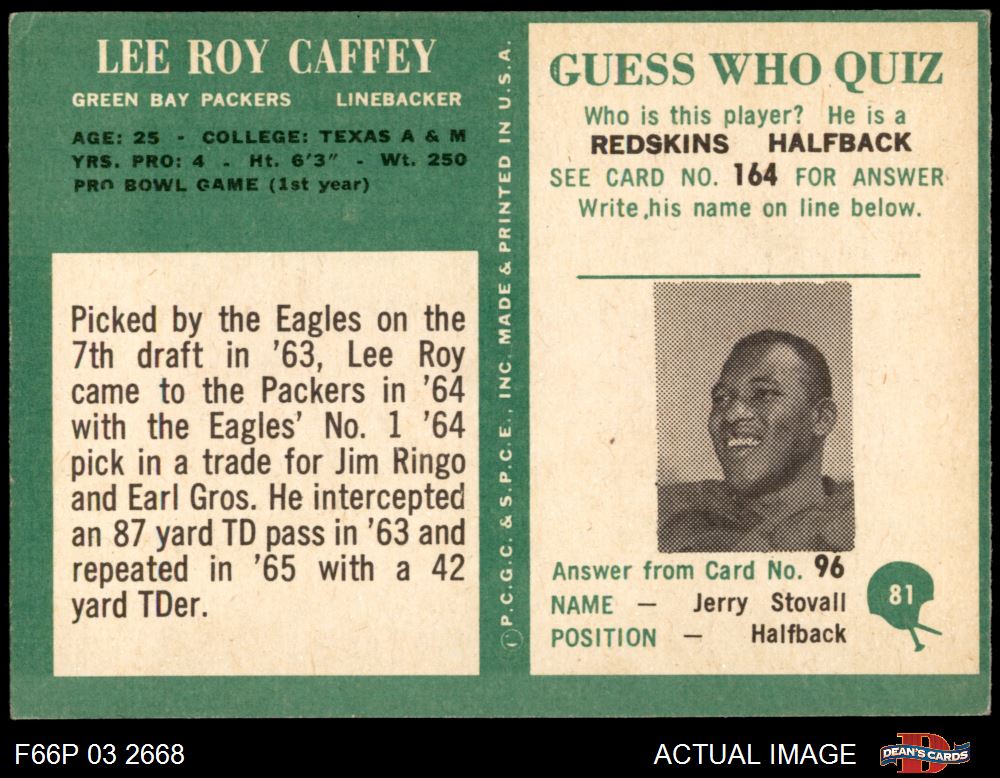 LEE ROY CAFFEY
GREEN BAY PACKERS LINEBACKER
AGE: 25 - COLLEGE: TEXAS A & M
YRS. PRO: 4 - Ht. 6'3" - Wt. 250
PRO BOWL GAME (1st year)
Picked by the Eagles on the
7th draft in '63, Lee Roy
came to the Packers in '64
with the Eagles' No. 1 '64
pick in a trade for Jim Ringo
and Earl Gros. He intercepted
an 87 yard TD pass in '63 and
repeated in '65 with a 42
yard TDer.
© P.C.G.C. & S.P.C.E., INC. MADE & PRINTED IN U.S.A.
GUESS WHO QUIZ
Who is this player? He is a
REDSKINS HALFBACK
SEE CARD NO. 164 FOR ANSWER
Write his name on line below.
Answer from Card No. 96
NAME — Jerry Stovall
POSITION — Halfback
81
F66P 03 2668
ACTUAL IMAGE
D
DEAN'S CARDS